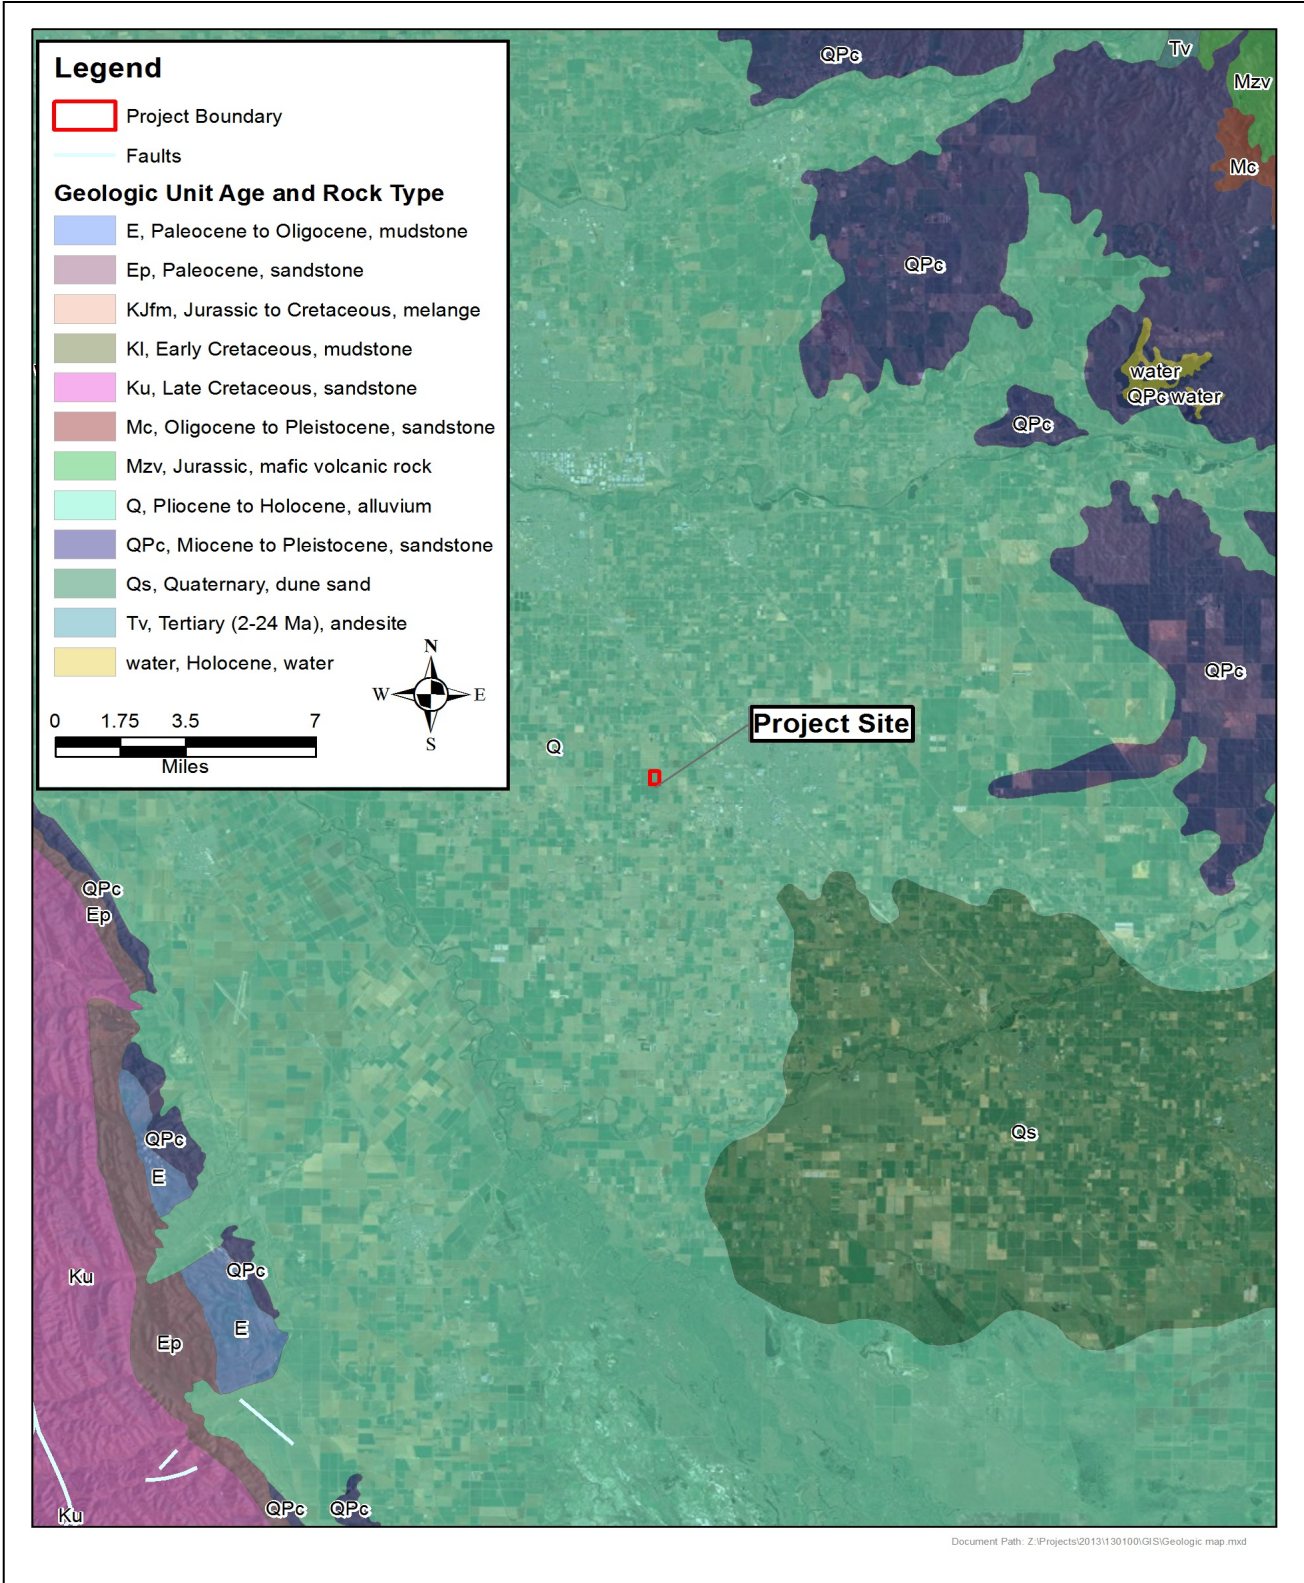 Legend
Project Boundary
Faults
Geologic Unit Age and Rock Type
E, Paleocene to Oligocene, mudstone
Ep, Paleocene, sandstone
KJfm, Jurassic to Cretaceous, melange
Kl, Early Cretaceous, mudstone
Ku, Late Cretaceous, sandstone
Mc, Oligocene to Pleistocene, sandstone
Mzv, Jurassic, mafic volcanic rock
Q, Pliocene to Holocene, alluvium
QPc, Miocene to Pleistocene, sandstone
Qs, Quaternary, dune sand
Tv, Tertiary (2-24 Ma), andesite
water, Holocene, water
N
W E
S
0 1.75 3.5 7
Miles
QPc
Tv
Mzv
Mc
QPc
water
QPc water
QPc
QPc
Project Site
Q
QPc
Ep
QPc
E
Qs
QPc
Ku
E
Ep
QPc
QPc
Ku
Document Path: Z:\Projects\2013\130100\GIS\Geologic map.mxd